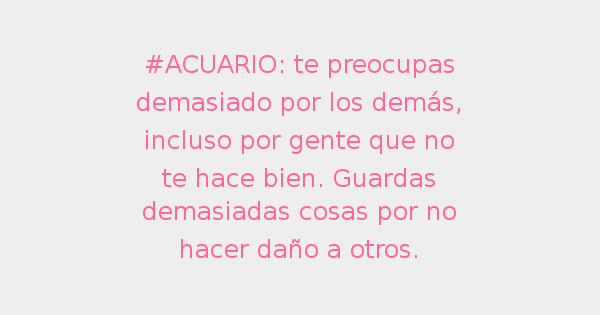 #ACUARIO: te preocupas
demasiado por los demás,
incluso por gente que no
te hace bien. Guardas
demasiadas cosas por no
hacer daño a otros.